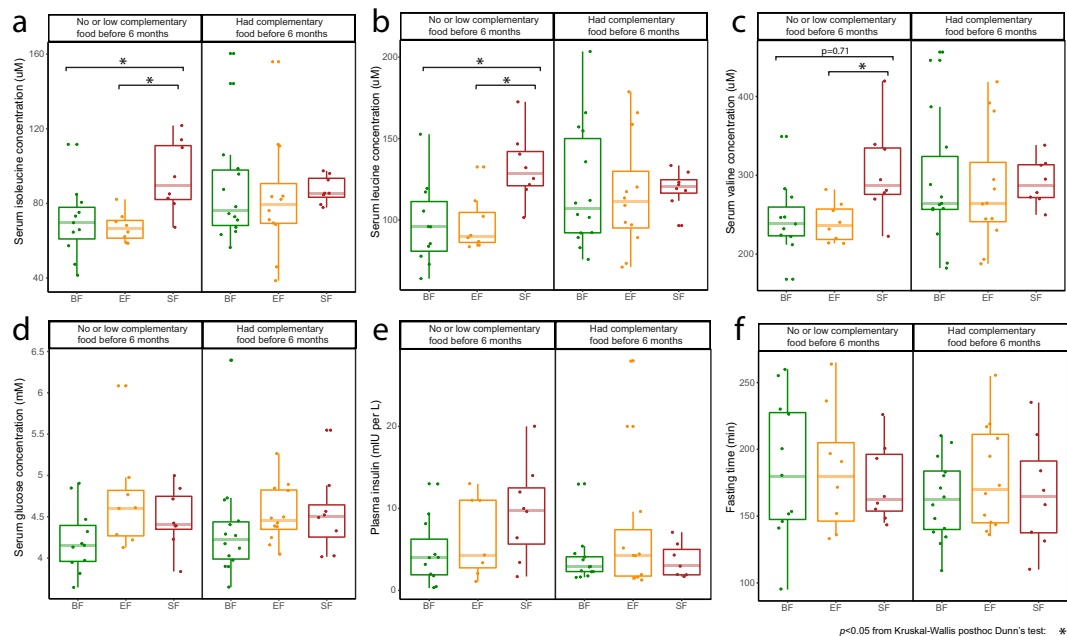 a
No or low complementary
food before 6 months
Had complementary
food before 6 months
Serum isoleucine concentration (uM)
160
120
80
40
*
*
BF
EF
SF
BF
EF
SF
b
No or low complementary
food before 6 months
Had complementary
food before 6 months
Serum leucine concentration (uM)
200
150
100
*
*
BF
EF
SF
BF
EF
SF
c
No or low complementary
food before 6 months
Had complementary
food before 6 months
Serum valine concentration (uM)
400
300
200
p=0.71
*
BF
EF
SF
BF
EF
SF
d
No or low complementary
food before 6 months
Had complementary
food before 6 months
Serum glucose concentration (mM)
6.5
6
5.5
5
4.5
4
BF
EF
SF
BF
EF
SF
e
No or low complementary
food before 6 months
Had complementary
food before 6 months
Plasma insulin (mIU per L)
30
20
10
0
BF
EF
SF
BF
EF
SF
f
No or low complementary
food before 6 months
Had complementary
food before 6 months
Fasting time (min)
250
200
150
100
BF
EF
SF
BF
EF
SF
p<0.05 from Kruskal-Wallis posthoc Dunn's test: *